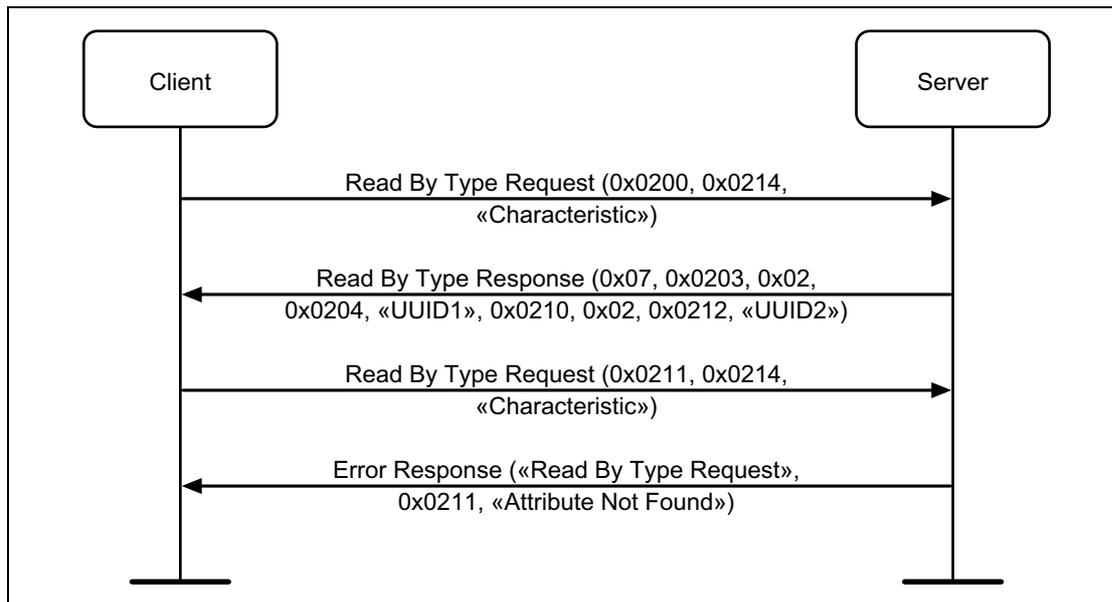 Client
Server
Read By Type Request (0x0200, 0x0214,
«Characteristic»)
Read By Type Response (0x07, 0x0203, 0x02,
0x0204, «UUID1», 0x0210, 0x02, 0x0212, «UUID2»)
Read By Type Request (0x0211, 0x0214,
«Characteristic»)
Error Response («Read By Type Request»,
0x0211, «Attribute Not Found»)